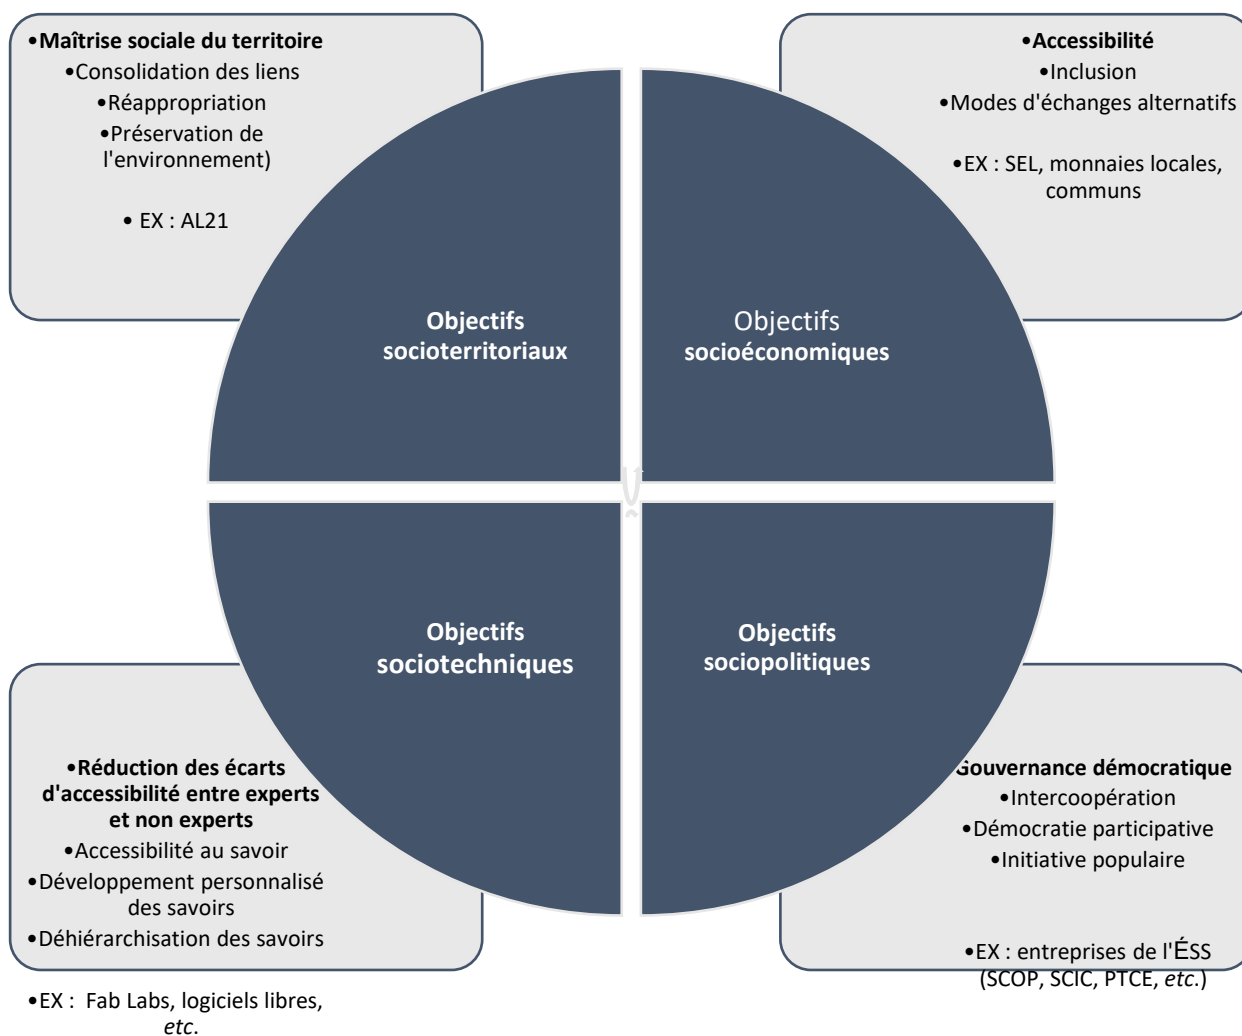 •Maîtrise sociale du territoire
•Consolidation des liens
•Réappropriation
•Préservation de
l'environnement)
• EX : AL21
•Accessibilité
•Inclusion
•Modes d'échanges alternatifs
•EX : SEL, monnaies locales,
communs
Objectifs
socioterritoriaux
Objectifs
socioéconomiques
Objectifs
sociotechniques
Objectifs
sociopolitiques
•Réduction des écarts
d'accessibilité entre experts
et non experts
•Accessibilité au savoir
•Développement personnalisé
des savoirs
•Déhiérarchisation des savoirs
•EX :  Fab Labs, logiciels libres,
etc.
Gouvernance démocratique
•Intercoopération
•Démocratie participative
•Initiative populaire
•EX : entreprises de l'ÉSS
(SCOP, SCIC, PTCE, etc.)